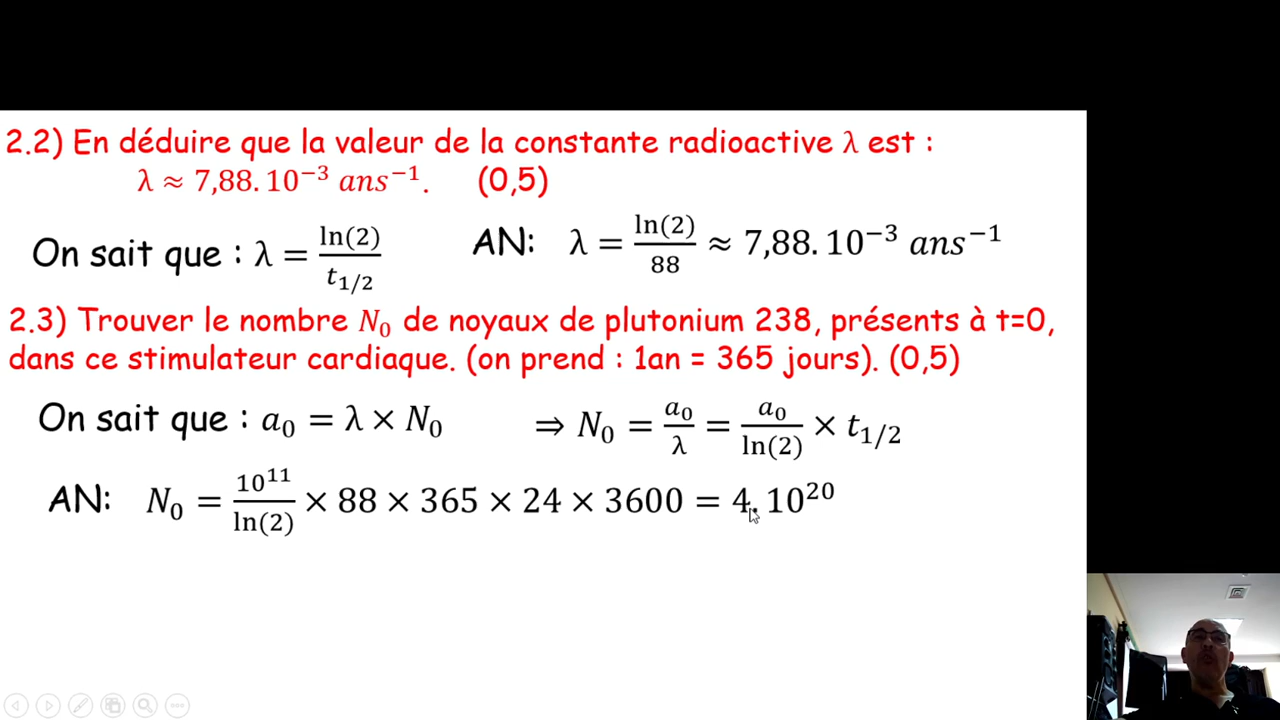 2.2) En déduire que la valeur de la constante radioactive λ est :
λ ≈ 7,88. 10⁻³ ans⁻¹. (0,5)
On sait que : λ = ln(2)/t₁/₂ AN: λ = ln(2)/88 ≈ 7,88. 10⁻³ ans⁻¹
2.3) Trouver le nombre N₀ de noyaux de plutonium 238, présents à t=0,
dans ce stimulateur cardiaque. (on prend : 1an = 365 jours). (0,5)
On sait que : a₀ = λ × N₀ ⇒ N₀ = a₀/λ = a₀/ln(2) × t₁/₂
AN: N₀ = 10¹¹/ln(2) × 88 × 365 × 24 × 3600 = 4. 10²⁰